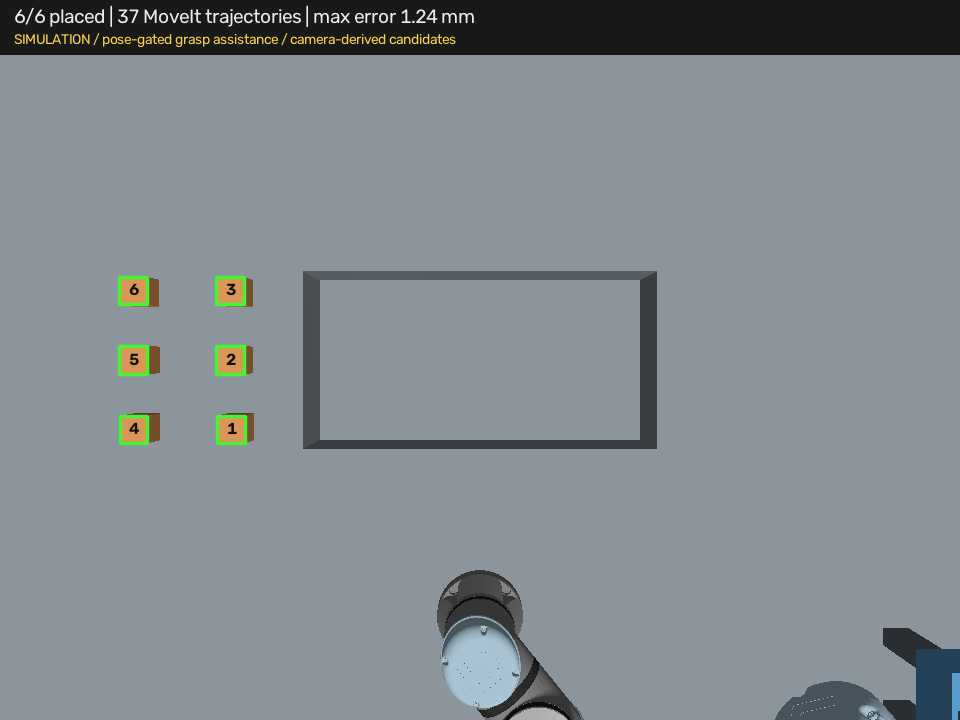 6/6 placed | 37 MoveIt trajectories | max error 1.24 mm
SIMULATION / pose-gated grasp assistance / camera-derived candidates
6 3
5 2
4 1